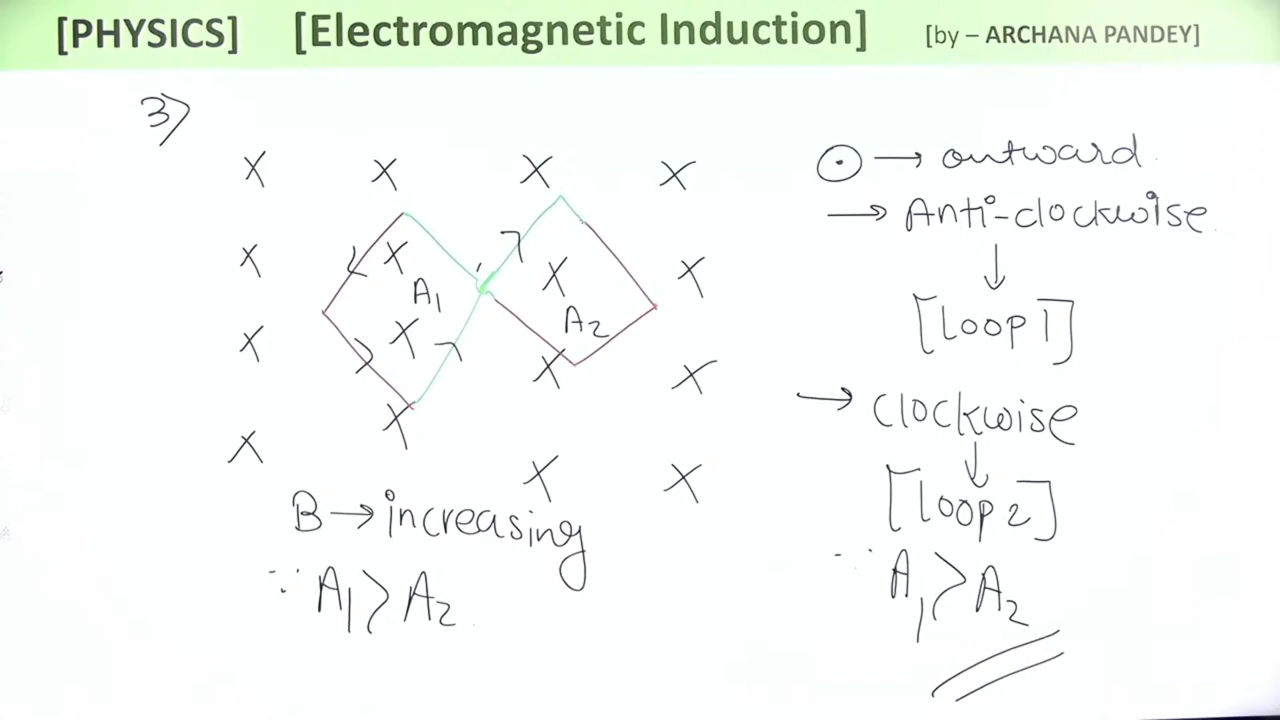 [PHYSICS] [Electromagnetic Induction] [by – ARCHANA PANDEY]
3)
X X X X
X X X X
A1 A2
X X X X
X X X X
B → increasing
∵ A1 > A2
⊙ → outward
→ Anti-clockwise
↓
[loop 1]
→ clockwise
↓
[loop 2]
∵ A1 > A2